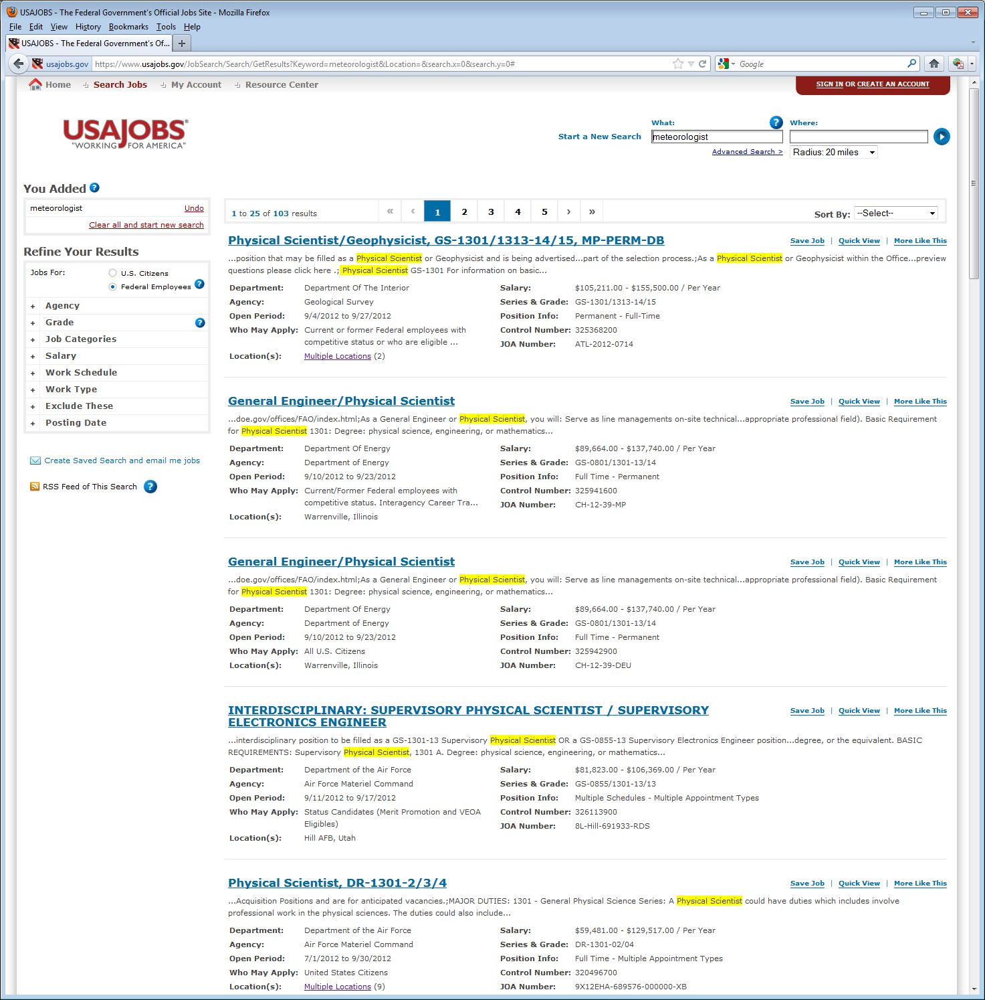 USAJOBS - The Federal Government's Official Jobs Site - Mozilla Firefox
File Edit View History Bookmarks Tools Help
USAJOBS - The Federal Government's Of...
usajobs.gov https://www.usajobs.gov/JobSearch/Search/GetResults?Keyword=meteorologist&Location=&search.x=0&search.y=0# Google
Home Search Jobs My Account Resource Center SIGN IN OR CREATE AN ACCOUNT
USAJOBS®
"WORKING FOR AMERICA"
What: ? Where:
Start a New Search meteorologist
Advanced Search > Radius: 20 miles
You Added ?
meteorologist Undo
Clear all and start new search
Refine Your Results
Jobs For: U.S. Citizens
Federal Employees ?
+ Agency
+ Grade ?
+ Job Categories
+ Salary
+ Work Schedule
+ Work Type
+ Exclude These
+ Posting Date
Create Saved Search and email me jobs
RSS Feed of This Search ?
1 to 25 of 103 results « ‹ 1 2 3 4 5 › » Sort By: --Select--
Physical Scientist/Geophysicist, GS-1301/1313-14/15, MP-PERM-DB Save Job | Quick View | More Like This
...position that may be filled as a Physical Scientist or Geophysicist and is being advertised...part of the selection process.;As a Physical Scientist or Geophysicist within the Office...preview
questions please click here .; Physical Scientist GS-1301 For information on basic...
Department: Department Of The Interior Salary: $105,211.00 - $155,500.00 / Per Year
Agency: Geological Survey Series & Grade: GS-1301/1313-14/15
Open Period: 9/4/2012 to 9/27/2012 Position Info: Permanent - Full-Time
Who May Apply: Current or former Federal employees with Control Number: 325368200
competitive status or who are eligible ... JOA Number: ATL-2012-0714
Location(s): Multiple Locations (2)
General Engineer/Physical Scientist Save Job | Quick View | More Like This
...doe.gov/offices/FAO/index.html;As a General Engineer or Physical Scientist, you will: Serve as line managements on-site technical...appropriate professional field). Basic Requirement
for Physical Scientist 1301: Degree: physical science, engineering, or mathematics...
Department: Department Of Energy Salary: $89,664.00 - $137,740.00 / Per Year
Agency: Department of Energy Series & Grade: GS-0801/1301-13/14
Open Period: 9/10/2012 to 9/23/2012 Position Info: Full Time - Permanent
Who May Apply: Current/Former Federal employees with Control Number: 325941600
competitive status. Interagency Career Tra... JOA Number: CH-12-39-MP
Location(s): Warrenville, Illinois
General Engineer/Physical Scientist Save Job | Quick View | More Like This
...doe.gov/offices/FAO/index.html;As a General Engineer or Physical Scientist, you will: Serve as line managements on-site technical...appropriate professional field). Basic Requirement
for Physical Scientist 1301: Degree: physical science, engineering, or mathematics...
Department: Department Of Energy Salary: $89,664.00 - $137,740.00 / Per Year
Agency: Department of Energy Series & Grade: GS-0801/1301-13/14
Open Period: 9/10/2012 to 9/23/2012 Position Info: Full Time - Permanent
Who May Apply: All U.S. Citizens Control Number: 325942900
Location(s): Warrenville, Illinois JOA Number: CH-12-39-DEU
INTERDISCIPLINARY: SUPERVISORY PHYSICAL SCIENTIST / SUPERVISORY Save Job | Quick View | More Like This
ELECTRONICS ENGINEER
...interdisciplinary position to be filled as a GS-1301-13 Supervisory Physical Scientist OR a GS-0855-13 Supervisory Electronics Engineer position...degree, or the equivalent. BASIC
REQUIREMENTS: Supervisory Physical Scientist, 1301 A. Degree: physical science, engineering, or mathematics...
Department: Department of the Air Force Salary: $81,823.00 - $106,369.00 / Per Year
Agency: Air Force Materiel Command Series & Grade: GS-0855/1301-13/13
Open Period: 9/11/2012 to 9/17/2012 Position Info: Multiple Schedules - Multiple Appointment Types
Who May Apply: Status Candidates (Merit Promotion and VEOA Control Number: 326113900
Eligibles) JOA Number: 8L-Hill-691933-RDS
Location(s): Hill AFB, Utah
Physical Scientist, DR-1301-2/3/4 Save Job | Quick View | More Like This
...Acquisition Positions and are for anticipated vacancies.;MAJOR DUTIES: 1301 - General Physical Science Series: A Physical Scientist could have duties which includes involve
professional work in the physical sciences. The duties could also include...
Department: Department of the Air Force Salary: $59,481.00 - $129,517.00 / Per Year
Agency: Air Force Materiel Command Series & Grade: DR-1301-02/04
Open Period: 7/1/2012 to 9/30/2012 Position Info: Full Time - Multiple Appointment Types
Who May Apply: United States Citizens Control Number: 320496700
Location(s): Multiple Locations (9) JOA Number: 9X12EHA-689576-000000-XB